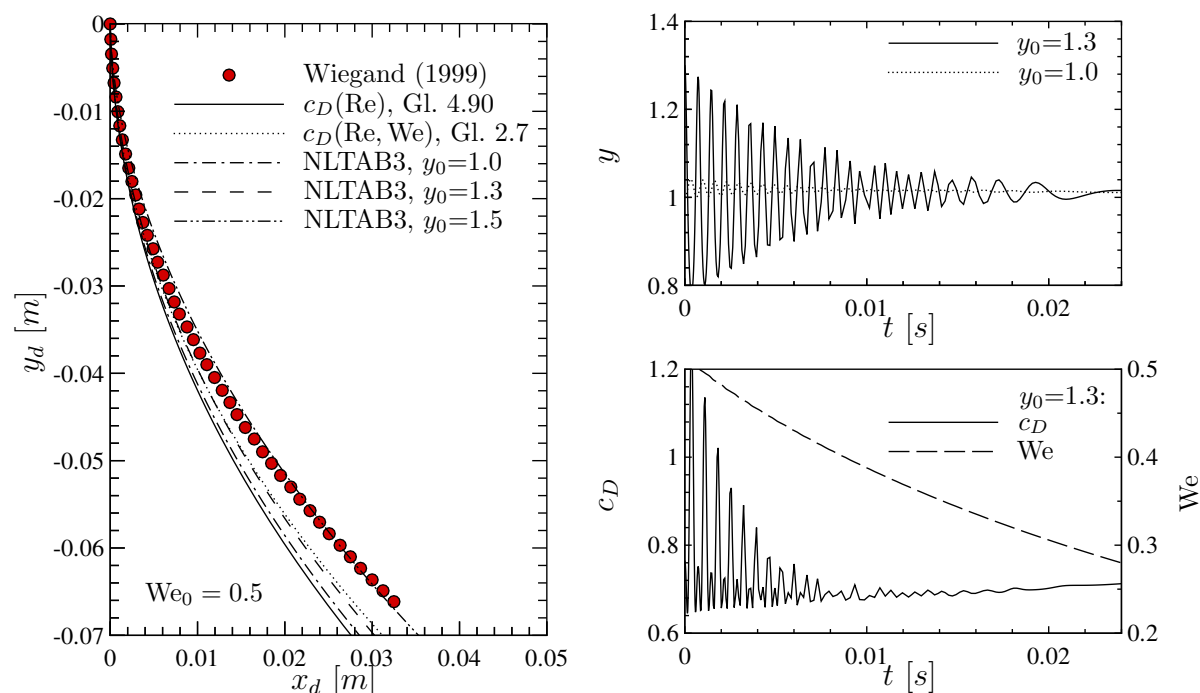 0
-0.01
-0.02
-0.03
-0.04
-0.05
-0.06
-0.07
y_d [m]
Wiegand (1999)
c_D(Re), Gl. 4.90
c_D(Re, We), Gl. 2.7
NLTAB3, y_0=1.0
NLTAB3, y_0=1.3
NLTAB3, y_0=1.5
We_0 = 0.5
0 0.01 0.02 0.03 0.04 0.05
x_d [m]
1.4
1.2
1
0.8
y
y_0=1.3
y_0=1.0
0 0.01 0.02
t [s]
1.2
1
0.8
0.6
c_D
y_0=1.3:
c_D
We
0.5
0.4
0.3
0.2
We
0 0.01 0.02
t [s]